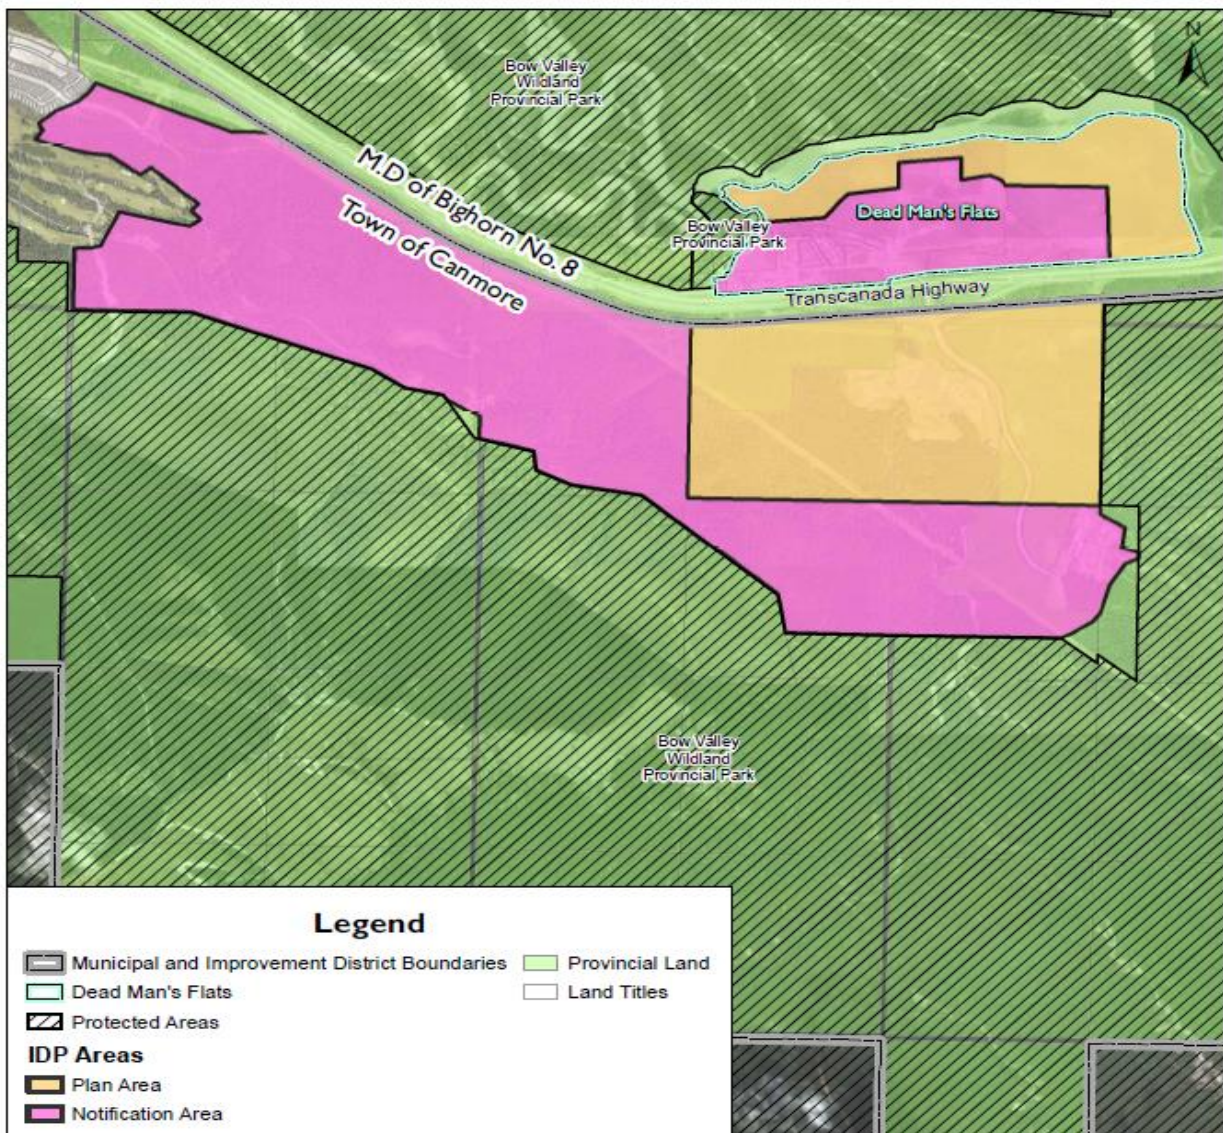 N
Bow Valley
Wildland
Provincial Park
M.D of Bighorn No. 8
Town of Canmore
Dead Man's Flats
Bow Valley
Provincial Park
Transcanada Highway
Bow Valley
Wildland
Provincial Park
Legend
Municipal and Improvement District Boundaries
Provincial Land
Dead Man's Flats
Land Titles
Protected Areas
IDP Areas
Plan Area
Notification Area